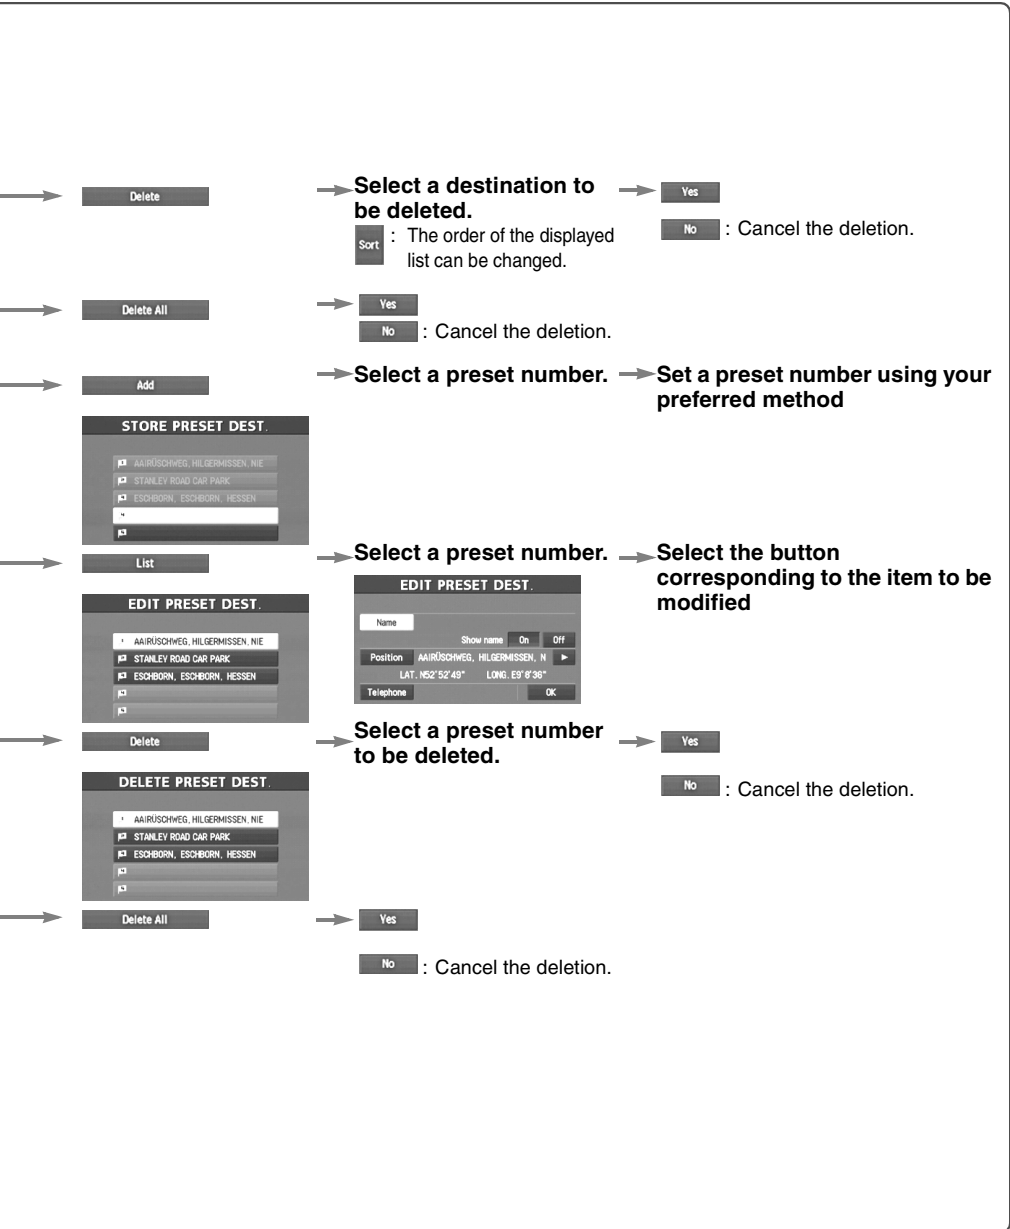 Delete
Select a destination to
be deleted.
Sort : The order of the displayed
list can be changed.
Yes
No : Cancel the deletion.
Delete All
Yes
No : Cancel the deletion.
Add
Select a preset number.
Set a preset number using your
preferred method
STORE PRESET DEST.
AAIRÜSCHWEG, HILGERMISSEN, NIE
STANLEY ROAD CAR PARK
ESCHBORN, ESCHBORN, HESSEN
List
Select a preset number.
Select the button
corresponding to the item to be
modified
EDIT PRESET DEST.
AAIRÜSCHWEG, HILGERMISSEN, NIE
STANLEY ROAD CAR PARK
ESCHBORN, ESCHBORN, HESSEN
EDIT PRESET DEST.
Name
Show name On Off
Position AAIRÜSCHWEG, HILGERMISSEN, N
LAT. N52°52'49" LONG. E9°8'36"
Telephone OK
Delete
Select a preset number
to be deleted.
Yes
No : Cancel the deletion.
DELETE PRESET DEST.
AAIRÜSCHWEG, HILGERMISSEN, NIE
STANLEY ROAD CAR PARK
ESCHBORN, ESCHBORN, HESSEN
Delete All
Yes
No : Cancel the deletion.